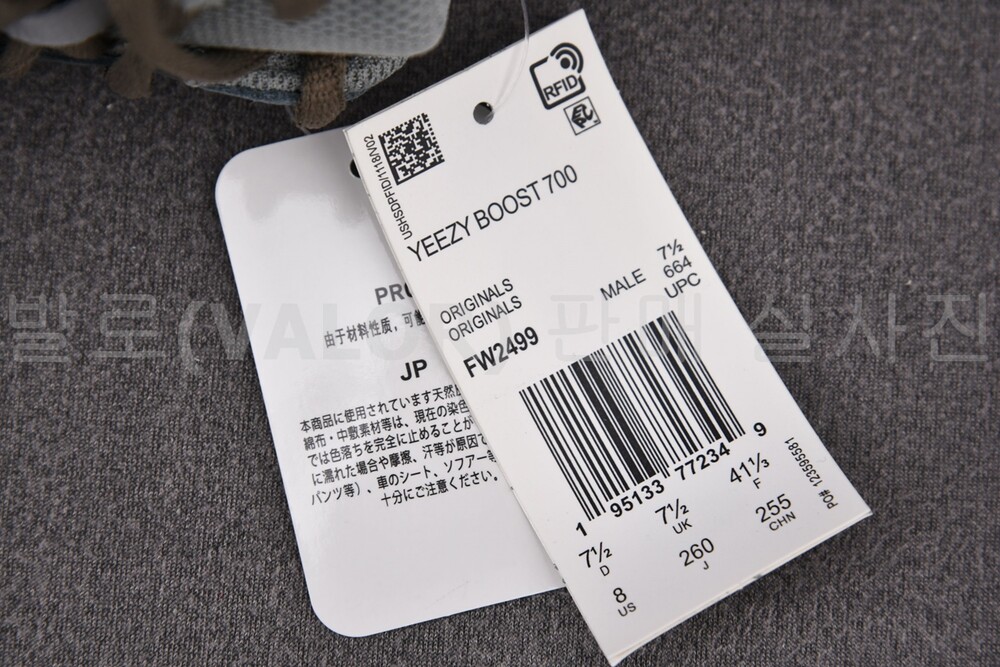 RFID
USHSDPFID/1118/V02
YEEZY BOOST 700
ORIGINALS
ORIGINALS
FW2499
MALE
7½
664
UPC
1 95133 77234 9
7½
D
7½
UK
41⅓
F
8
US
260
J
255
CHN
PO# 123595581
由于材料性质，可
JP
本商品に使用されています天然
綿布・中敷素材等は、現在の染色
では色落ちを完全に止めることが
に濡れた場合や摩擦、汗等が原因で
パンツ等）、車のシート、ソファー等
十分にご注意ください。
발로(VALOR) 판매 실사진